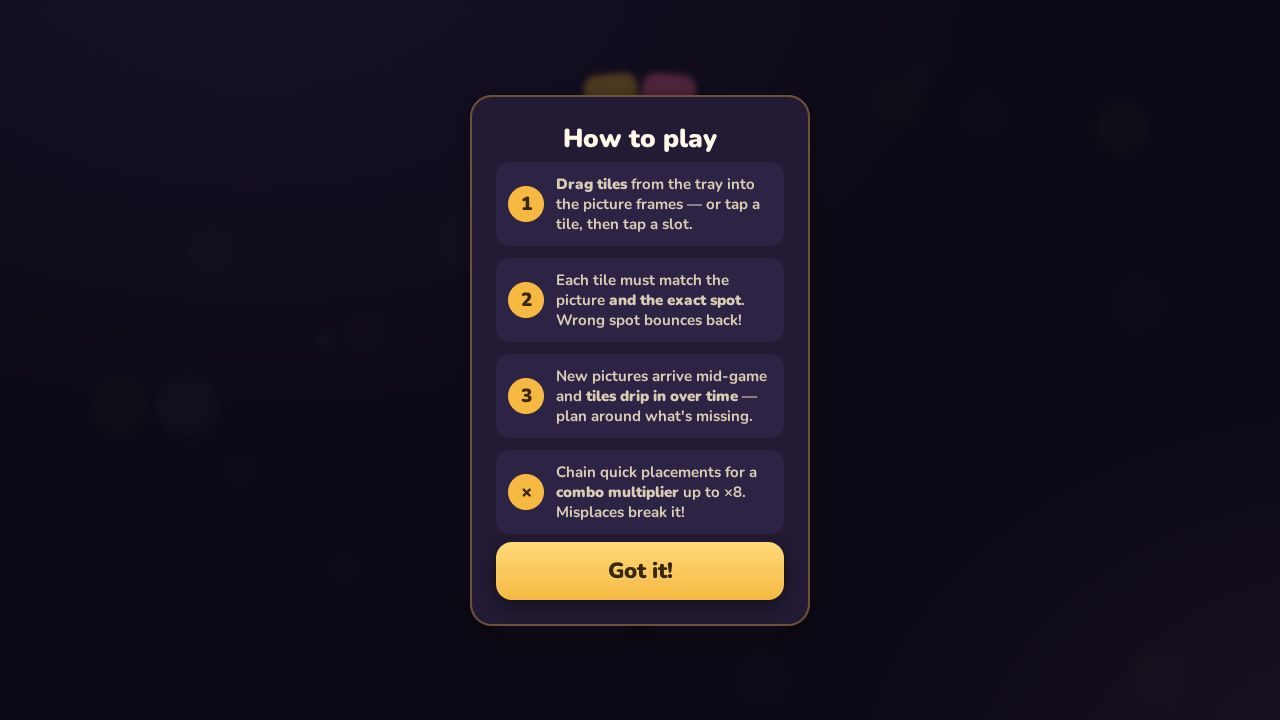 How to play
1
Drag tiles from the tray into
the picture frames — or tap a
tile, then tap a slot.
2
Each tile must match the
picture and the exact spot.
Wrong spot bounces back!
3
New pictures arrive mid-game
and tiles drip in over time —
plan around what's missing.
×
Chain quick placements for a
combo multiplier up to ×8.
Misplaces break it!
Got it!